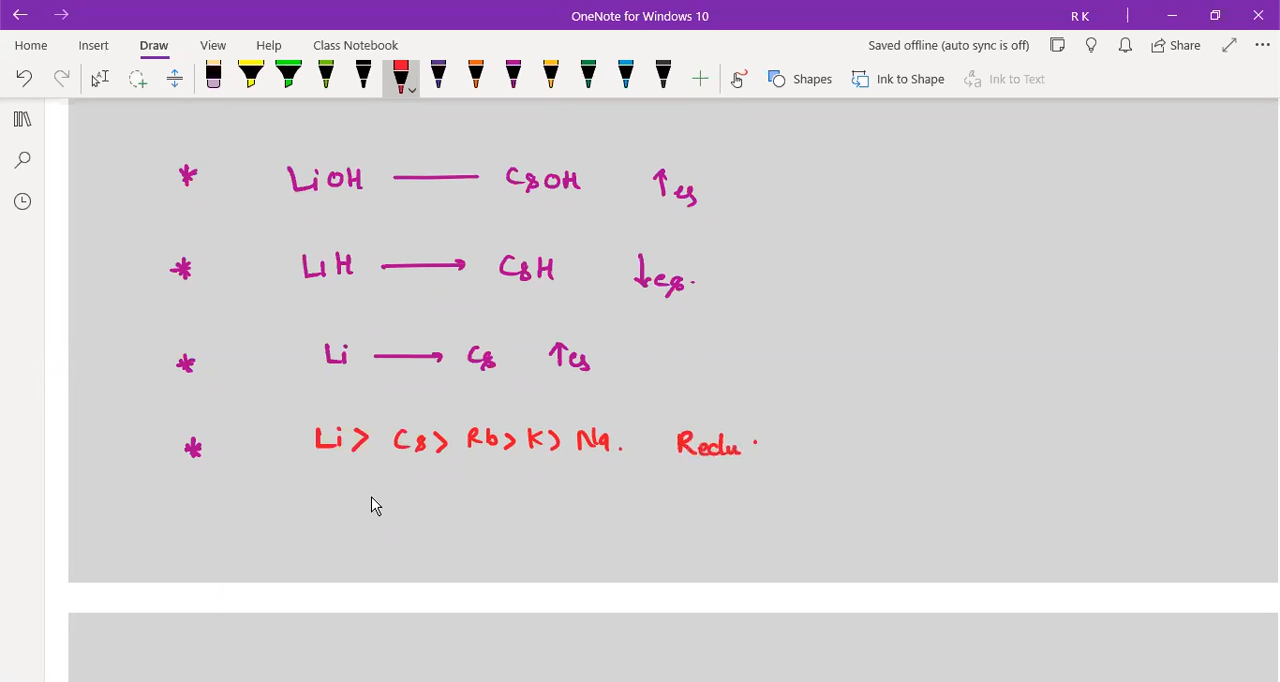 OneNote for Windows 10
R K
Home Insert Draw View Help Class Notebook
Saved offline (auto sync is off) Share
Shapes Ink to Shape Ink to Text
* LiOH — CsOH ↑es
* LiH → CsH ↓es.
* Li → Cs ↑es
* Li > Cs > Rb > K > Na. Redu.